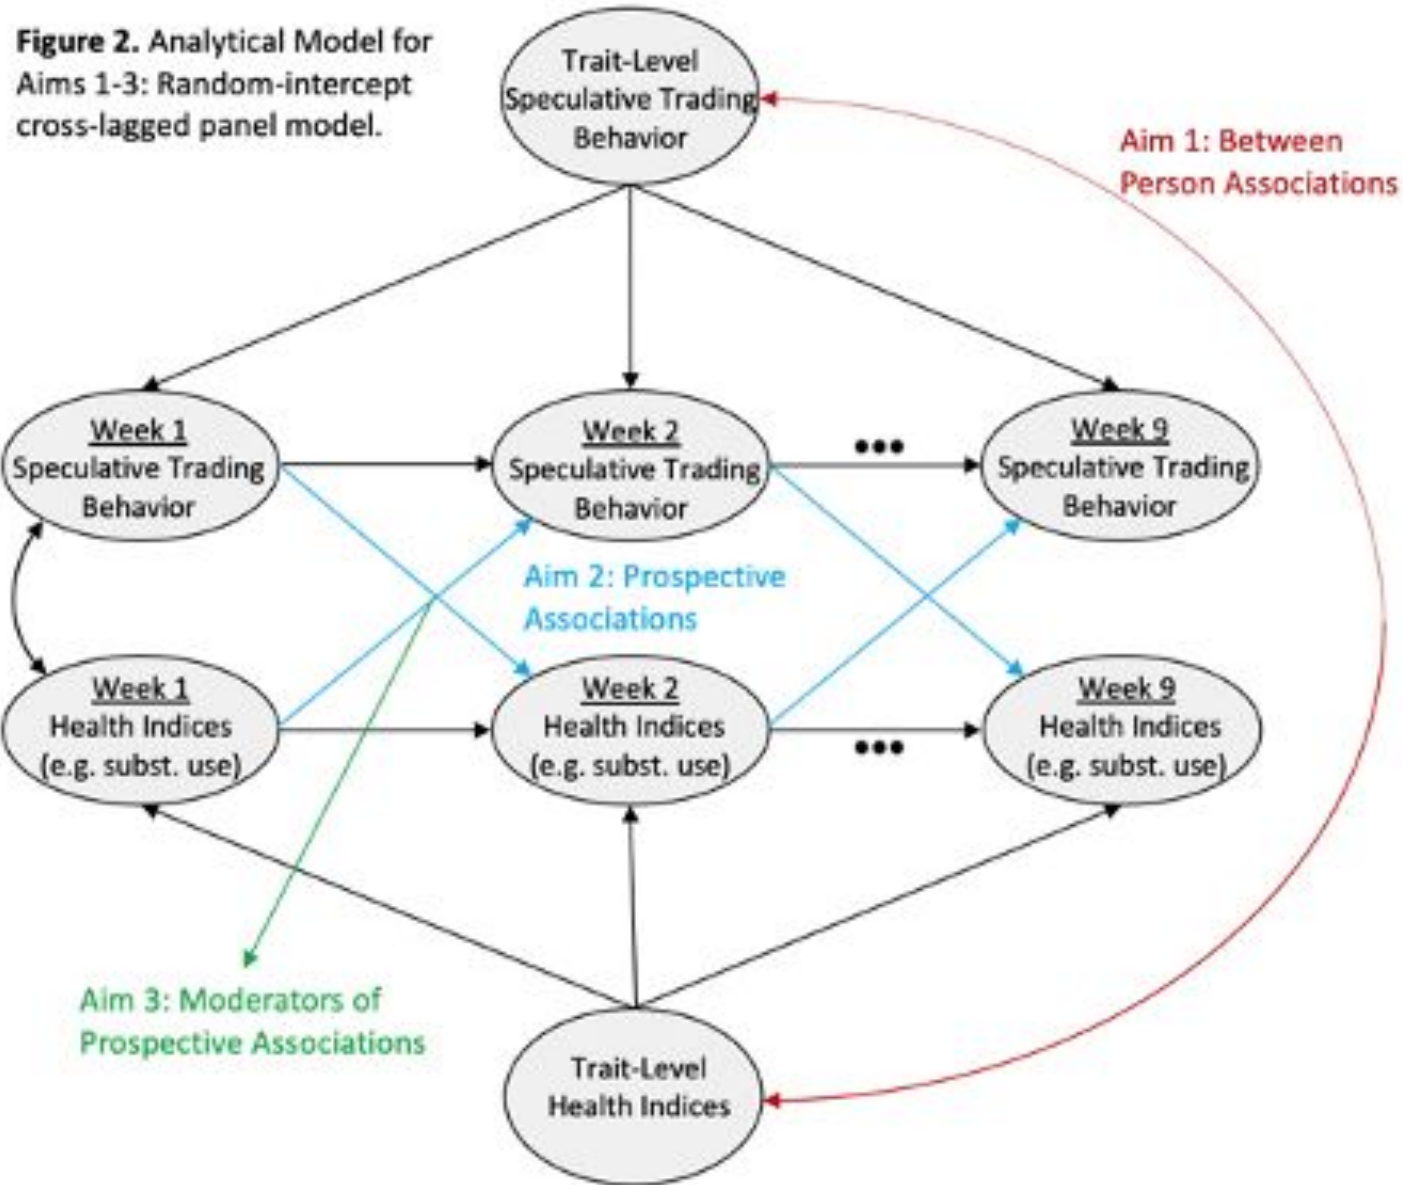 Figure 2. Analytical Model for
Aims 1-3: Random-intercept
cross-lagged panel model.
Trait-Level
Speculative Trading
Behavior
Aim 1: Between
Person Associations
Week 1
Speculative Trading
Behavior
Week 2
Speculative Trading
Behavior
•••
Week 9
Speculative Trading
Behavior
Aim 2: Prospective
Associations
Week 1
Health Indices
(e.g. subst. use)
Week 2
Health Indices
(e.g. subst. use)
•••
Week 9
Health Indices
(e.g. subst. use)
Aim 3: Moderators of
Prospective Associations
Trait-Level
Health Indices